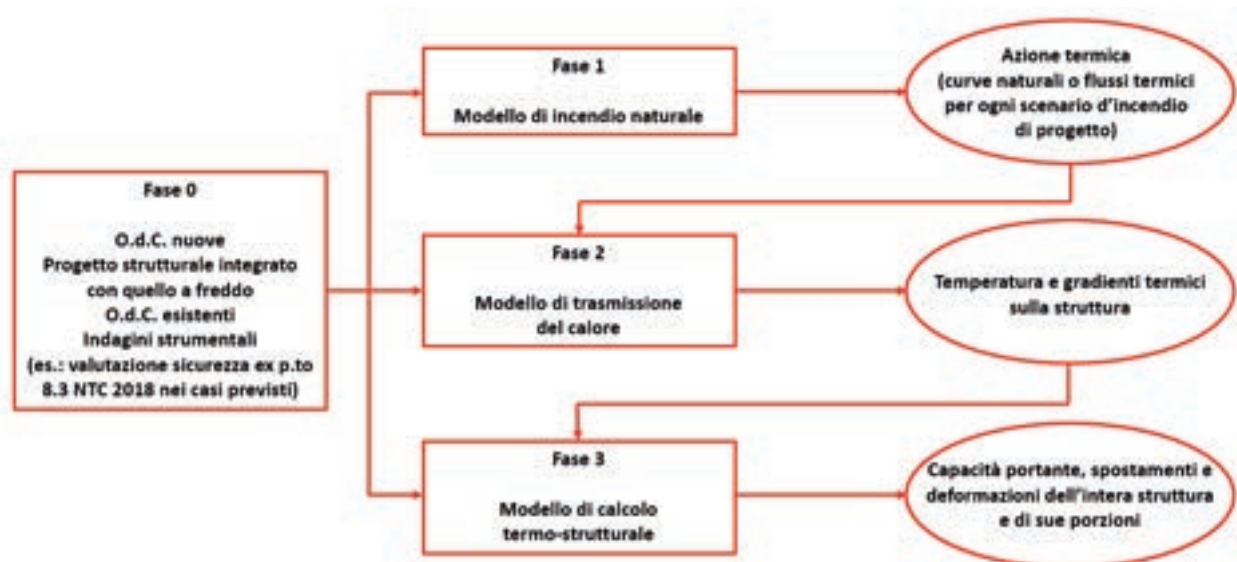 Fase 0
O.d.C. nuove
Progetto strutturale integrato
con quello a freddo
O.d.C. esistenti
Indagini strumentali
(es.: valutazione sicurezza ex p.to
8.3 NTC 2018 nei casi previsti)
Fase 1
Modello di incendio naturale
Azione termica
(curve naturali o flussi termici
per ogni scenario d'incendio
di progetto)
Fase 2
Modello di trasmissione
del calore
Temperatura e gradienti termici
sulla struttura
Fase 3
Modello di calcolo
termo-strutturale
Capacità portante, spostamenti e
deformazioni dell'intera struttura
e di sue porzioni